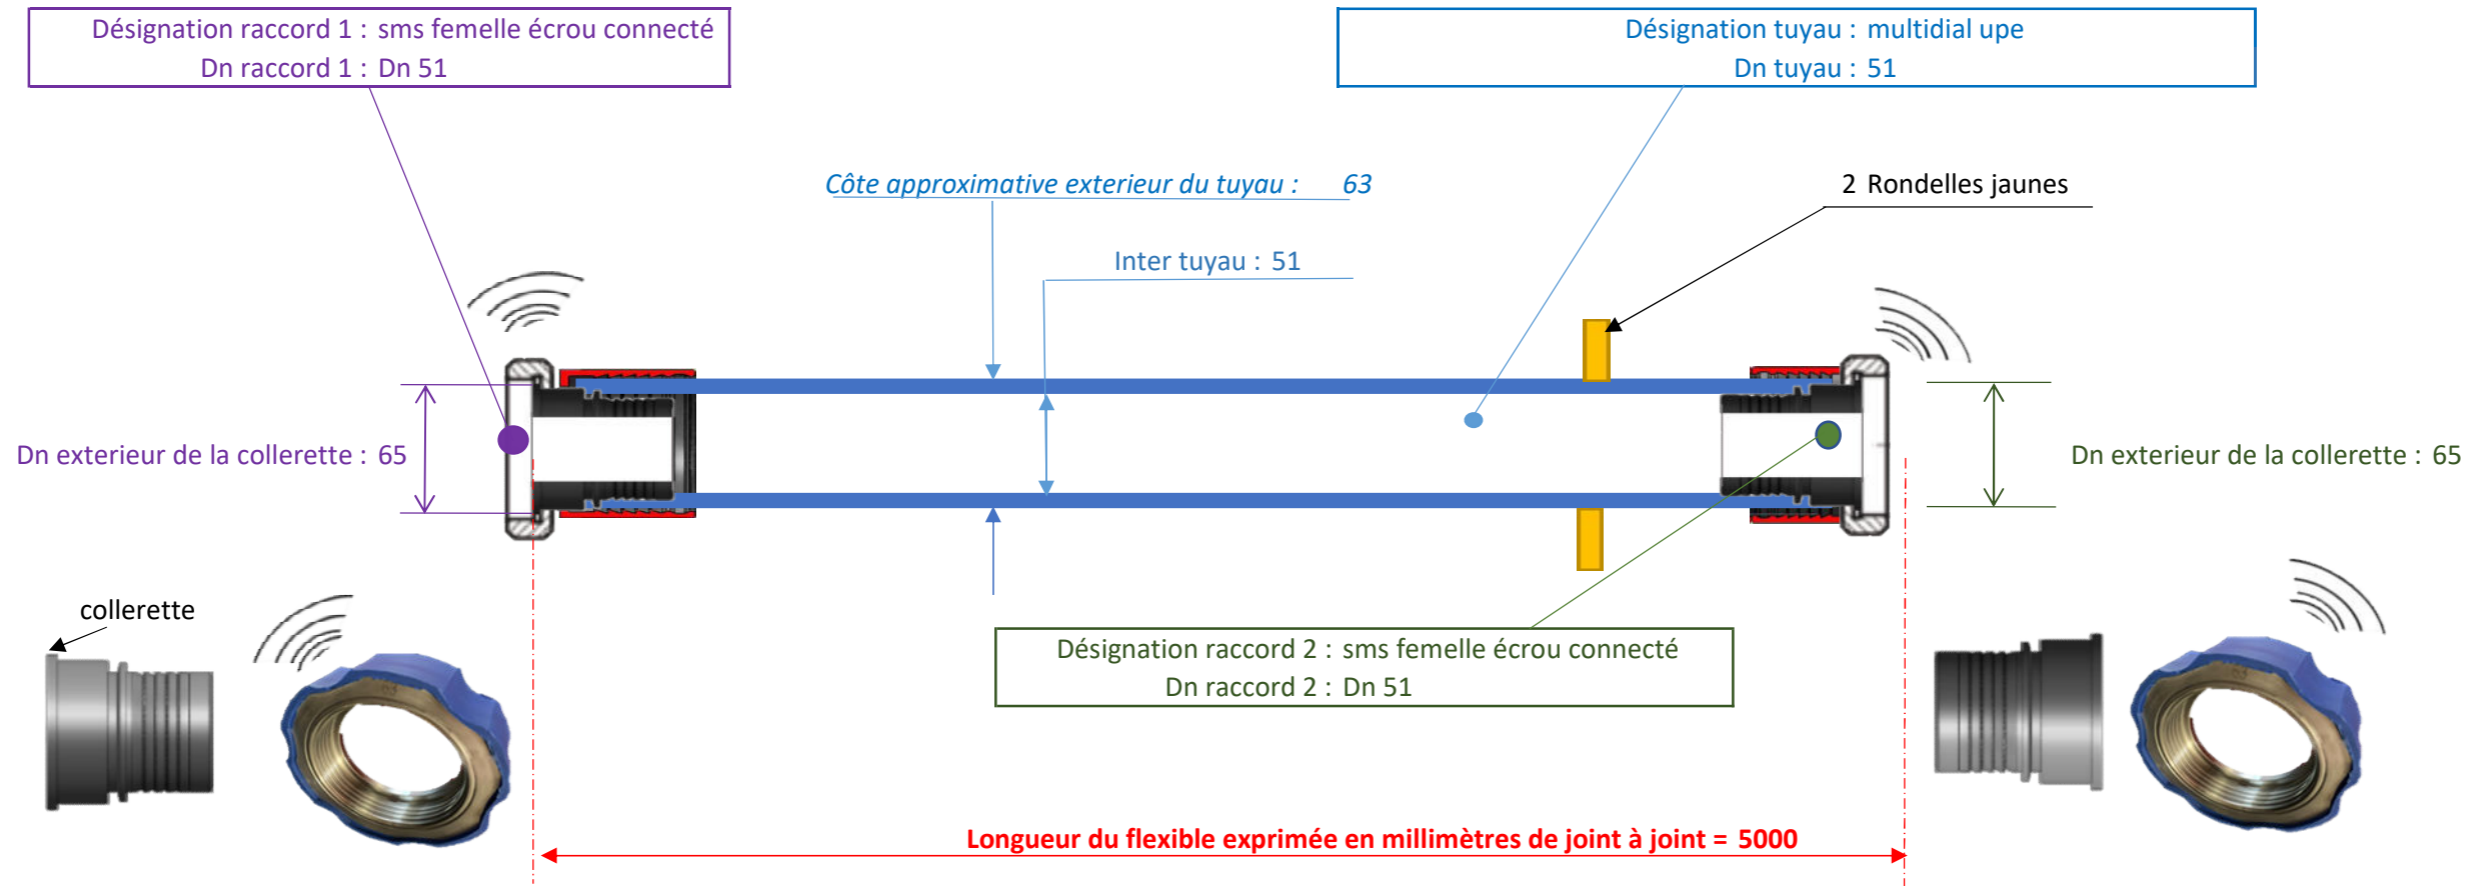 Désignation raccord 1 : sms femelle écrou connecté
Dn raccord 1 : Dn 51
Désignation tuyau : multidial upe
Dn tuyau : 51
Côte approximative exterieur du tuyau : 63
2 Rondelles jaunes
Inter tuyau : 51
Dn exterieur de la collerette : 65
Dn exterieur de la collerette : 65
collerette
Désignation raccord 2 : sms femelle écrou connecté
Dn raccord 2 : Dn 51
Longueur du flexible exprimée en millimètres de joint à joint = 5000